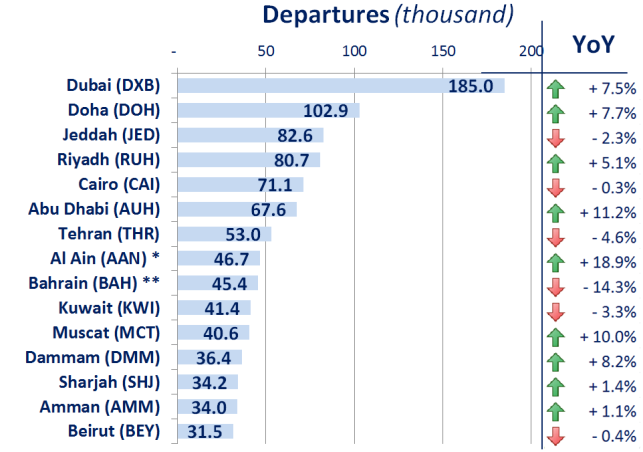 Departures (thousand)
YoY
- 50 100 150 200
Dubai (DXB) 185.0 + 7.5%
Doha (DOH) 102.9 + 7.7%
Jeddah (JED) 82.6 - 2.3%
Riyadh (RUH) 80.7 + 5.1%
Cairo (CAI) 71.1 - 0.3%
Abu Dhabi (AUH) 67.6 + 11.2%
Tehran (THR) 53.0 - 4.6%
Al Ain (AAN) * 46.7 + 18.9%
Bahrain (BAH) ** 45.4 - 14.3%
Kuwait (KWI) 41.4 - 3.3%
Muscat (MCT) 40.6 + 10.0%
Dammam (DMM) 36.4 + 8.2%
Sharjah (SHJ) 34.2 + 1.4%
Amman (AMM) 34.0 + 1.1%
Beirut (BEY) 31.5 - 0.4%